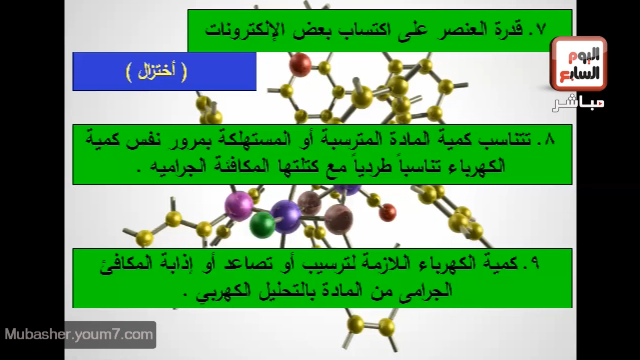 ٧. قدرة العنصر على اكتساب بعض الإلكترونات
( أختزال )
اليوم
السابع
مباشر
٨. تتناسب كمية المادة المترسبة أو المستهلكة بمرور نفس كمية
الكهرباء تناسباً طردياً مع كتلتها المكافئة الجراميه .
٩. كمية الكهرباء اللازمة لترسيب أو تصاعد أو إذابة المكافئ
الجرامى من المادة بالتحليل الكهربي .
Mubasher.youm7.com